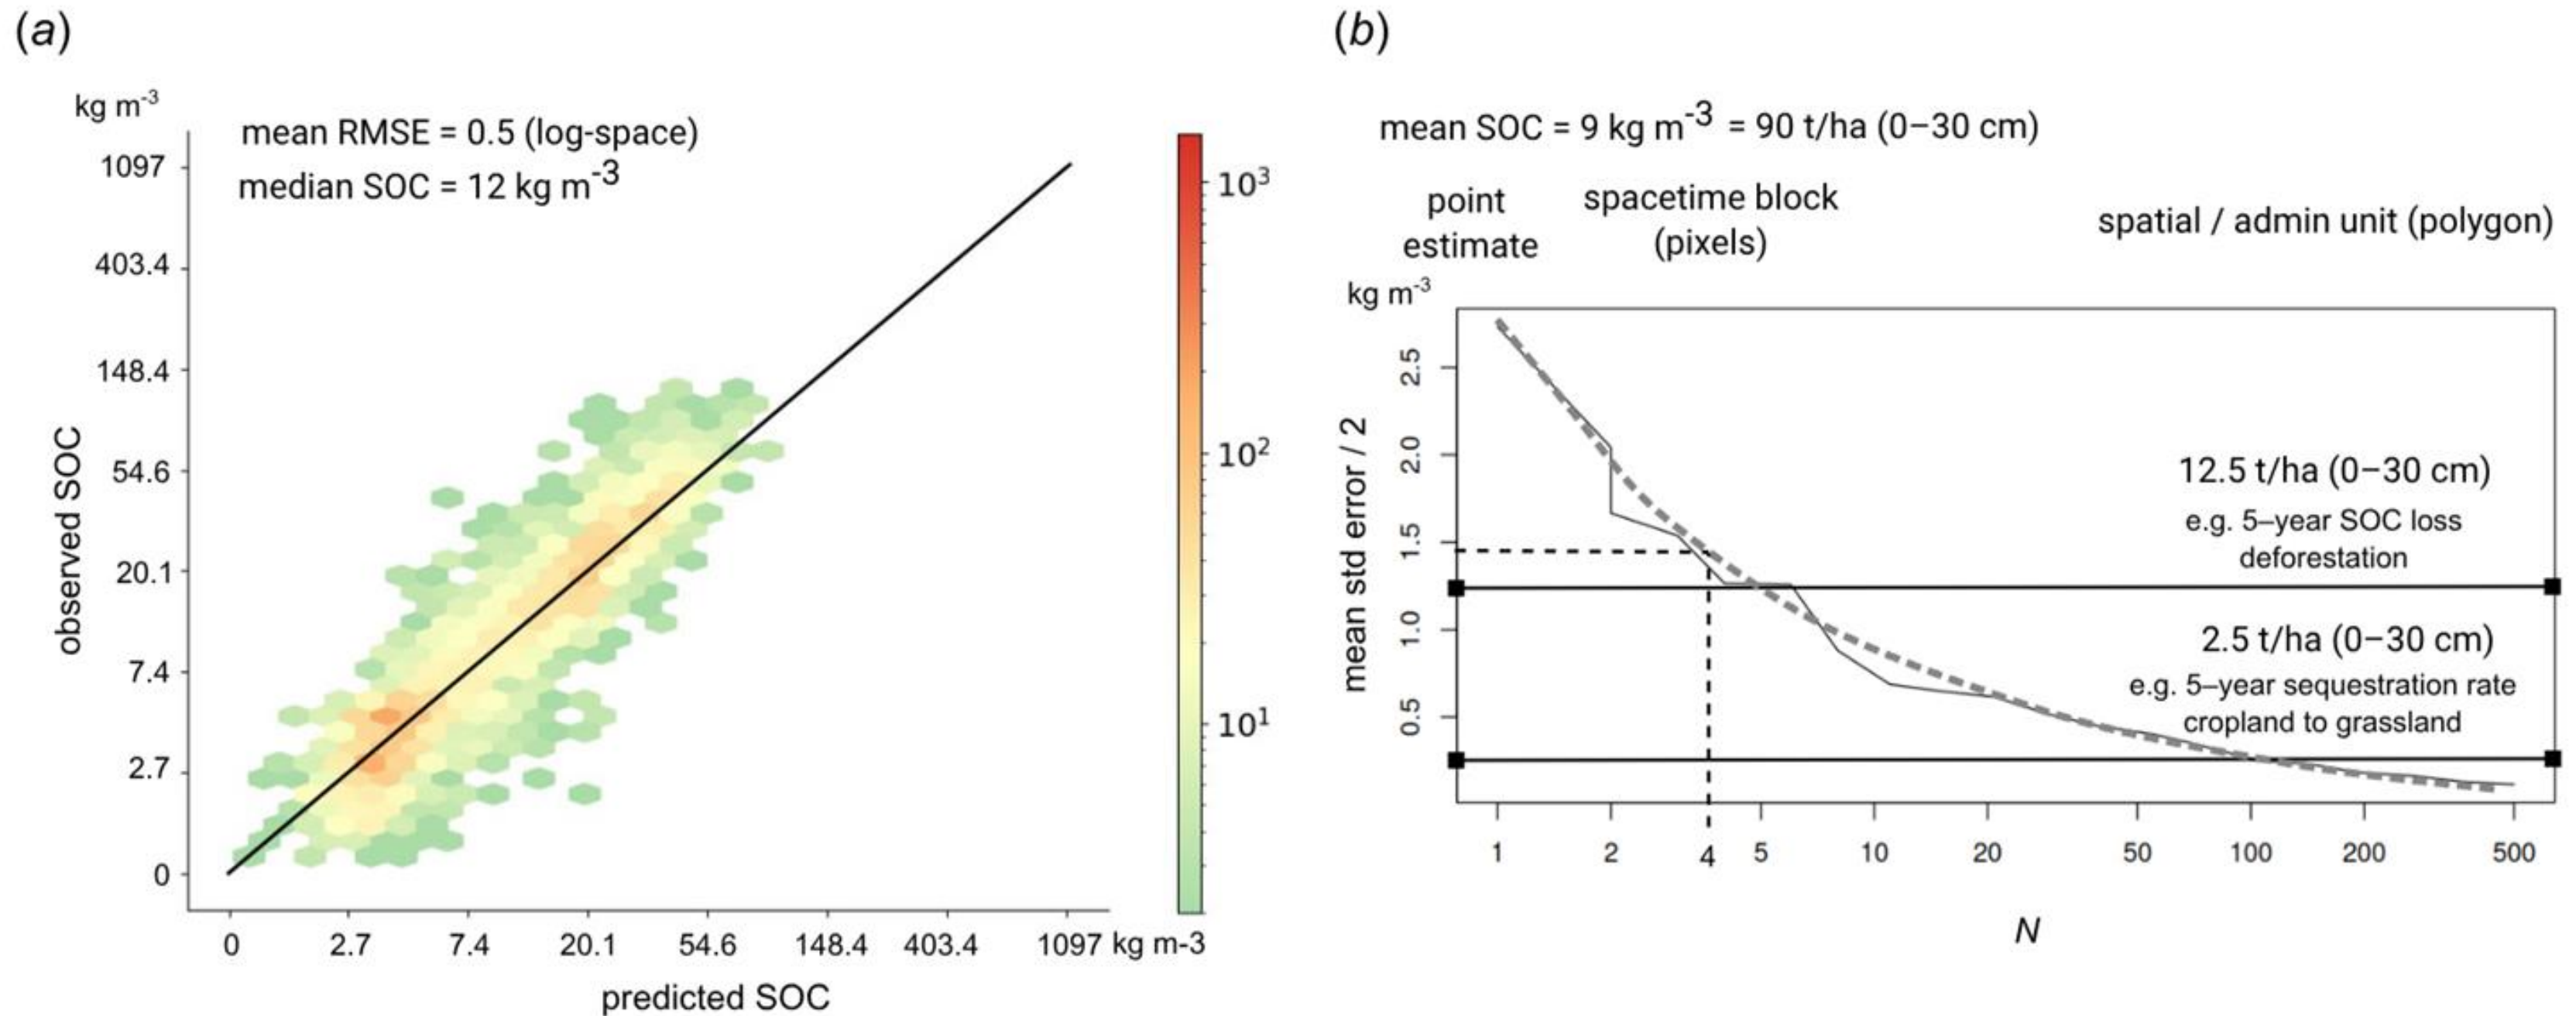 (a)
kg m-3
mean RMSE = 0.5 (log-space)
median SOC = 12 kg m-3
1097
403.4
148.4
54.6
20.1
7.4
2.7
0
observed SOC
0 2.7 7.4 20.1 54.6 148.4 403.4 1097 kg m-3
predicted SOC
10³
10²
10¹
(b)
mean SOC = 9 kg m-3 = 90 t/ha (0–30 cm)
point
estimate
spacetime block
(pixels)
spatial / admin unit (polygon)
kg m-3
mean std error / 2
2.5
2.0
1.5
1.0
0.5
12.5 t/ha (0–30 cm)
e.g. 5–year SOC loss
deforestation
2.5 t/ha (0–30 cm)
e.g. 5–year sequestration rate
cropland to grassland
1 2 4 5 10 20 50 100 200 500
N